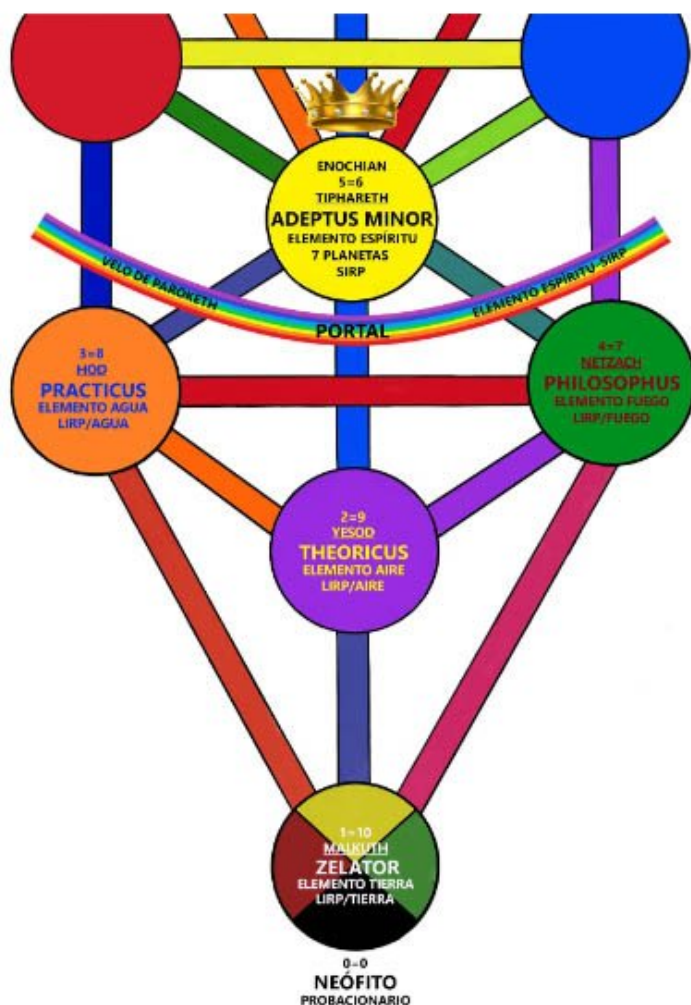 ENOCHIAN
5=6
TIPHARETH
ADEPTUS MINOR
ELEMENTO ESPÍRITU
7 PLANETAS
SIRP
VELO DE PAROKETH
ELEMENTO ESPÍRITU-SIRP
PORTAL
3=8
HOD
PRACTICUS
ELEMENTO AGUA
LIRP/AGUA
4=7
NETZACH
PHILOSOPHUS
ELEMENTO FUEGO
LIRP/FUEGO
2=9
YESOD
THEORICUS
ELEMENTO AIRE
LIRP/AIRE
1=10
MALKUTH
ZELATOR
ELEMENTO TIERRA
LIRP/TIERRA
0=0
NEÓFITO
PROBACIONARIO